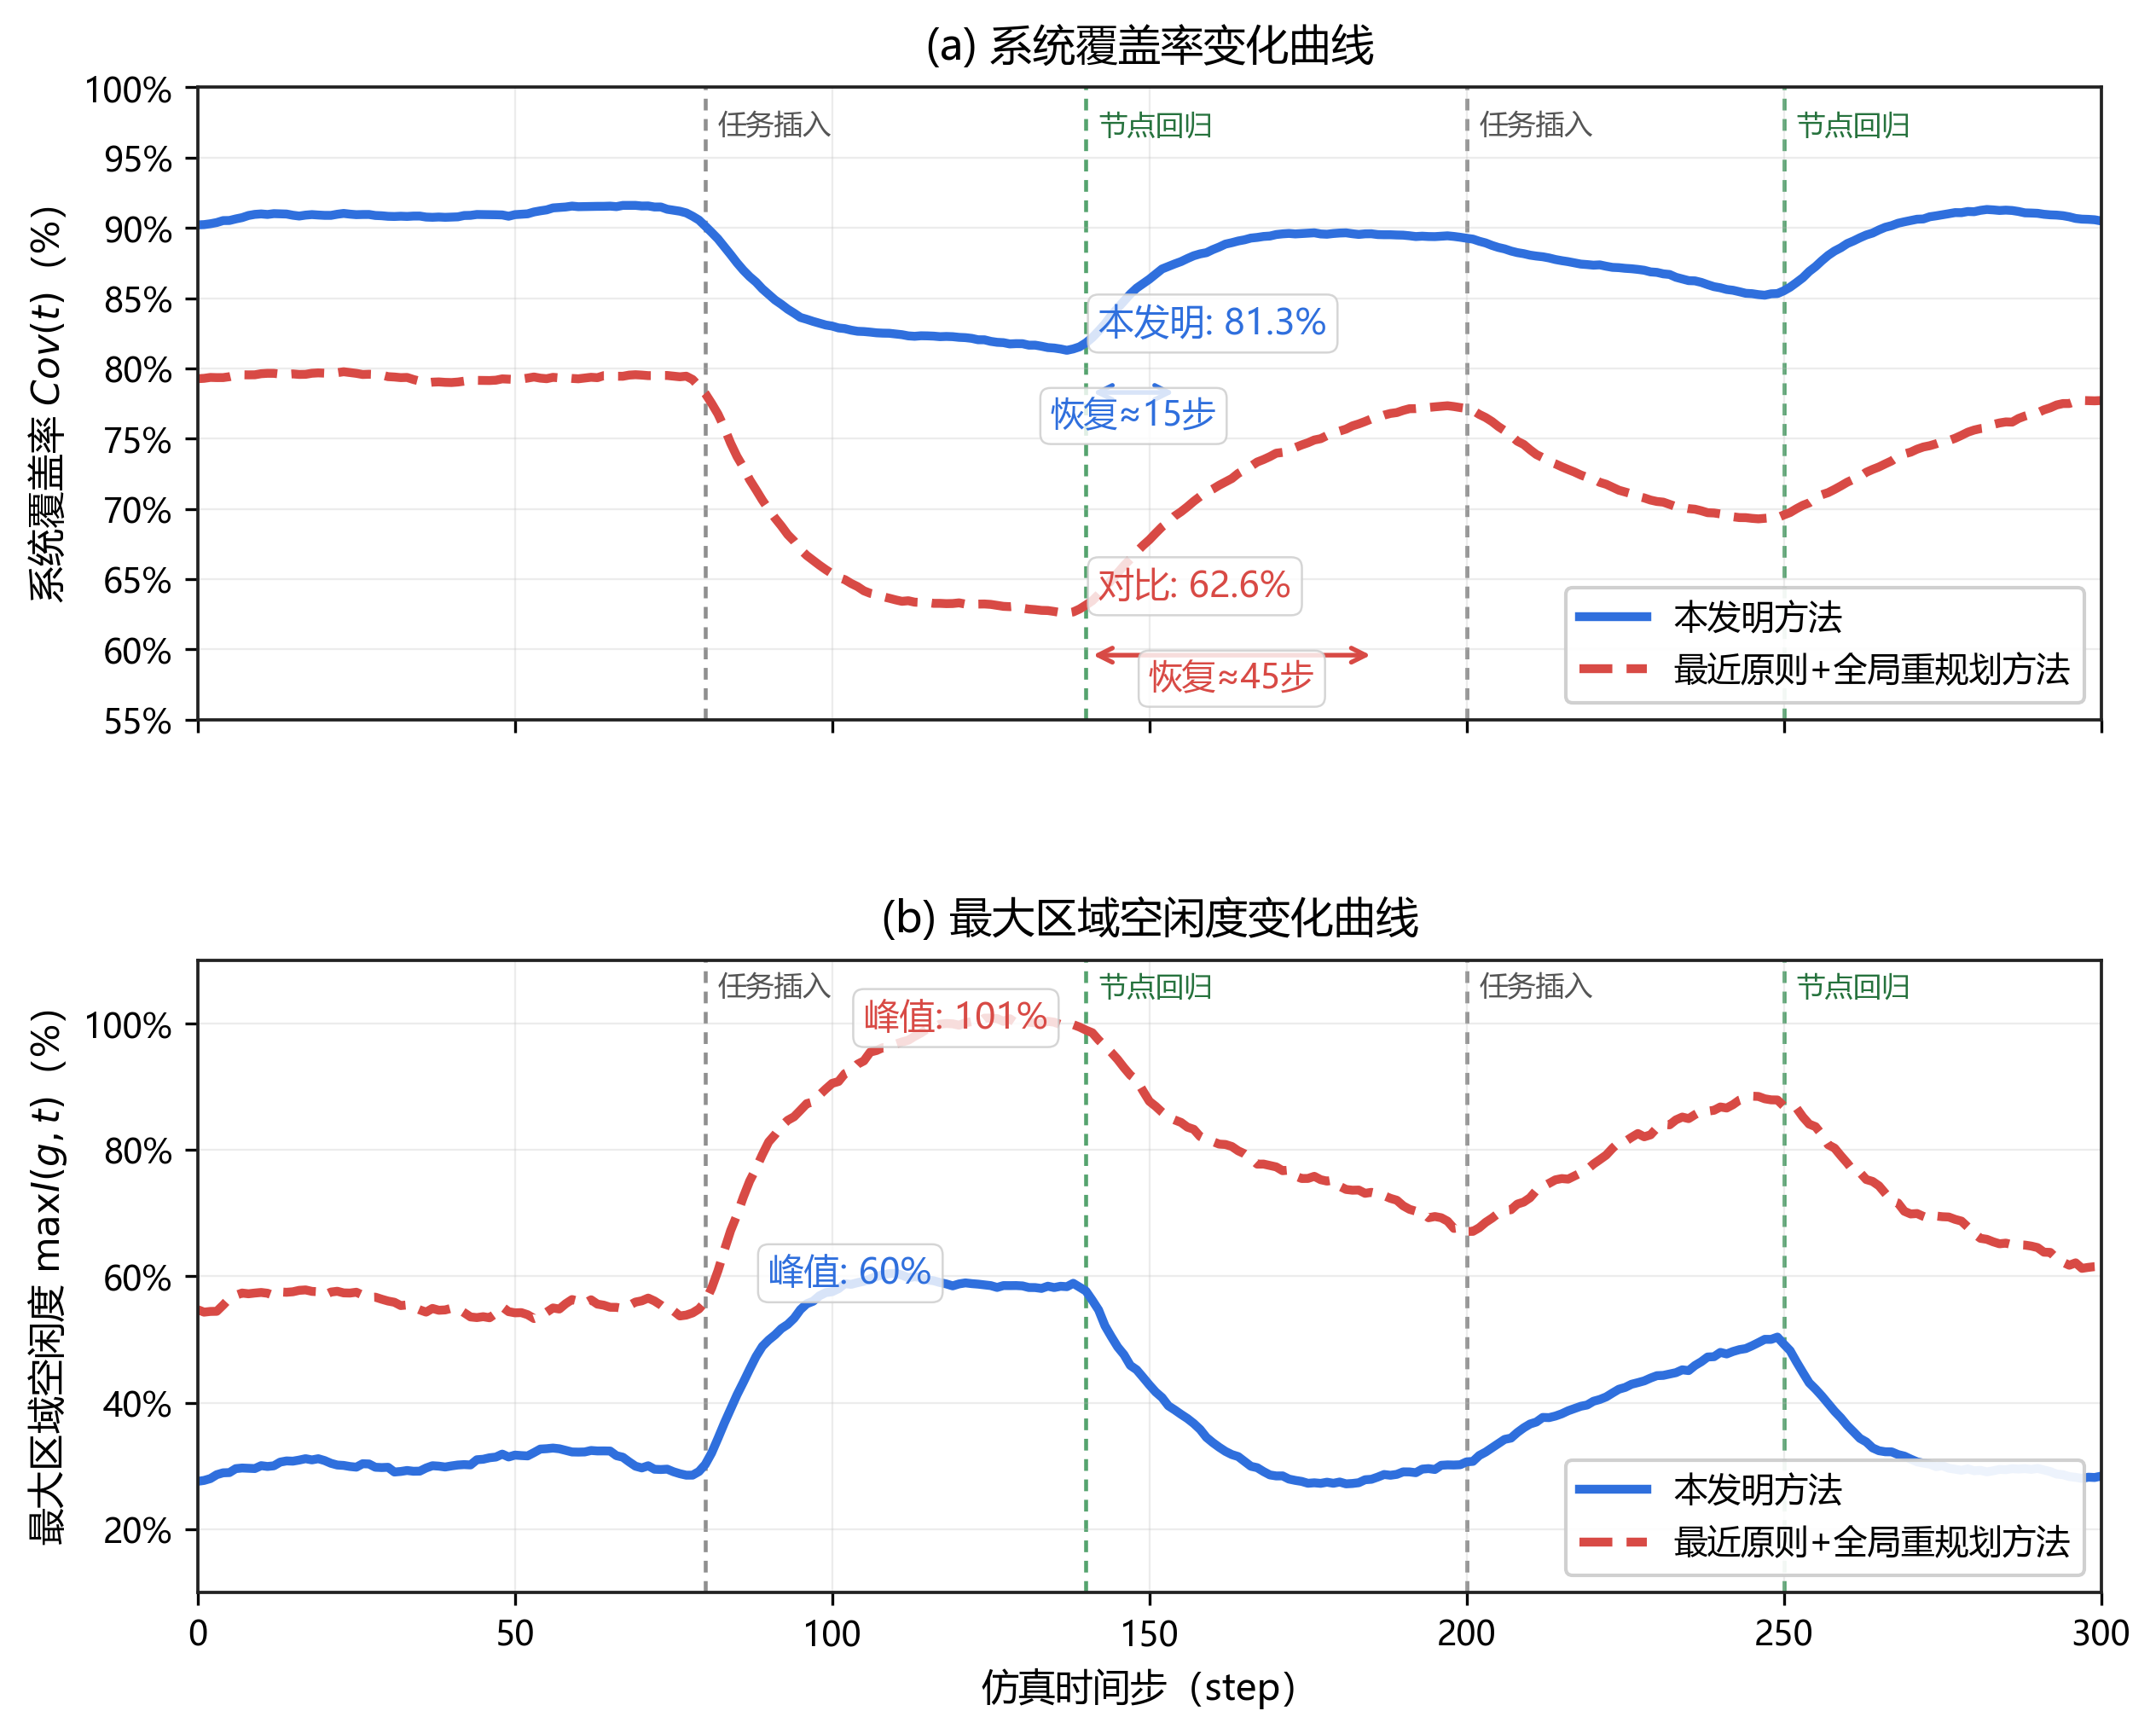 (a) 系统覆盖率变化曲线
系统覆盖率 Cov(t)（%）
100%
95%
90%
85%
80%
75%
70%
65%
60%
55%
任务插入
节点回归
任务插入
节点回归
本发明: 81.3%
恢复≈15步
对比: 62.6%
恢复≈45步
本发明方法
最近原则+全局重规划方法
(b) 最大区域空闲度变化曲线
最大区域空闲度 maxI(g, t)（%）
100%
80%
60%
40%
20%
任务插入
节点回归
任务插入
节点回归
峰值: 101%
峰值: 60%
本发明方法
最近原则+全局重规划方法
0
50
100
150
200
250
300
仿真时间步（step）